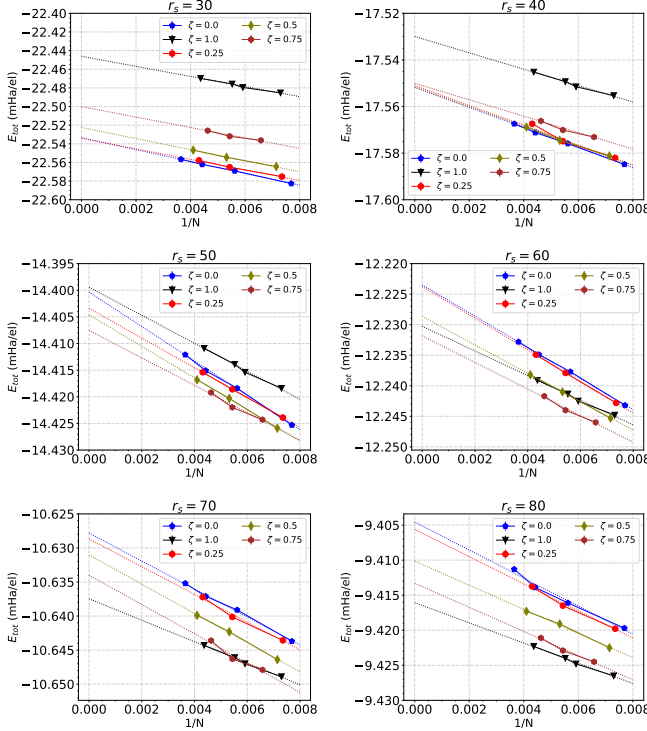 r_s = 30
−22.40
−22.42
−22.44
−22.46
−22.48
−22.50
−22.52
−22.54
−22.56
−22.58
−22.60
E_tot (mHa/el)
ζ = 0.0
ζ = 1.0
ζ = 0.25
ζ = 0.5
ζ = 0.75
0.000 0.002 0.004 0.006 0.008
1/N
r_s = 40
−17.52
−17.54
−17.56
−17.58
−17.60
E_tot (mHa/el)
ζ = 0.0
ζ = 1.0
ζ = 0.25
ζ = 0.5
ζ = 0.75
0.000 0.002 0.004 0.006 0.008
1/N
r_s = 50
−14.395
−14.400
−14.405
−14.410
−14.415
−14.420
−14.425
−14.430
E_tot (mHa/el)
ζ = 0.0
ζ = 1.0
ζ = 0.25
ζ = 0.5
ζ = 0.75
0.000 0.002 0.004 0.006 0.008
1/N
r_s = 60
−12.220
−12.225
−12.230
−12.235
−12.240
−12.245
−12.250
E_tot (mHa/el)
ζ = 0.0
ζ = 1.0
ζ = 0.25
ζ = 0.5
ζ = 0.75
0.000 0.002 0.004 0.006 0.008
1/N
r_s = 70
−10.625
−10.630
−10.635
−10.640
−10.645
−10.650
E_tot (mHa/el)
ζ = 0.0
ζ = 1.0
ζ = 0.25
ζ = 0.5
ζ = 0.75
0.000 0.002 0.004 0.006 0.008
1/N
r_s = 80
−9.405
−9.410
−9.415
−9.420
−9.425
−9.430
E_tot (mHa/el)
ζ = 0.0
ζ = 1.0
ζ = 0.25
ζ = 0.5
ζ = 0.75
0.000 0.002 0.004 0.006 0.008
1/N